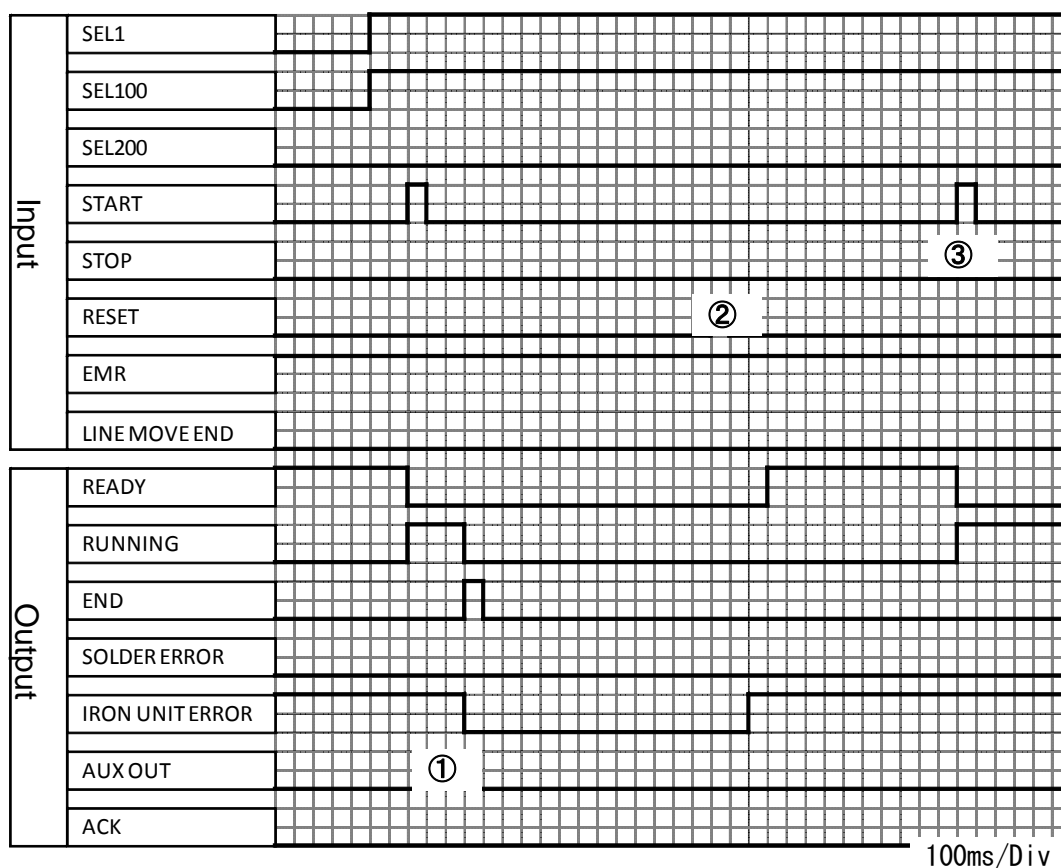 Input
SEL1
SEL100
SEL200
START
STOP
③
RESET
②
EMR
LINE MOVE END
Output
READY
RUNNING
END
SOLDER ERROR
IRON UNIT ERROR
AUX OUT
①
ACK
100ms/Div